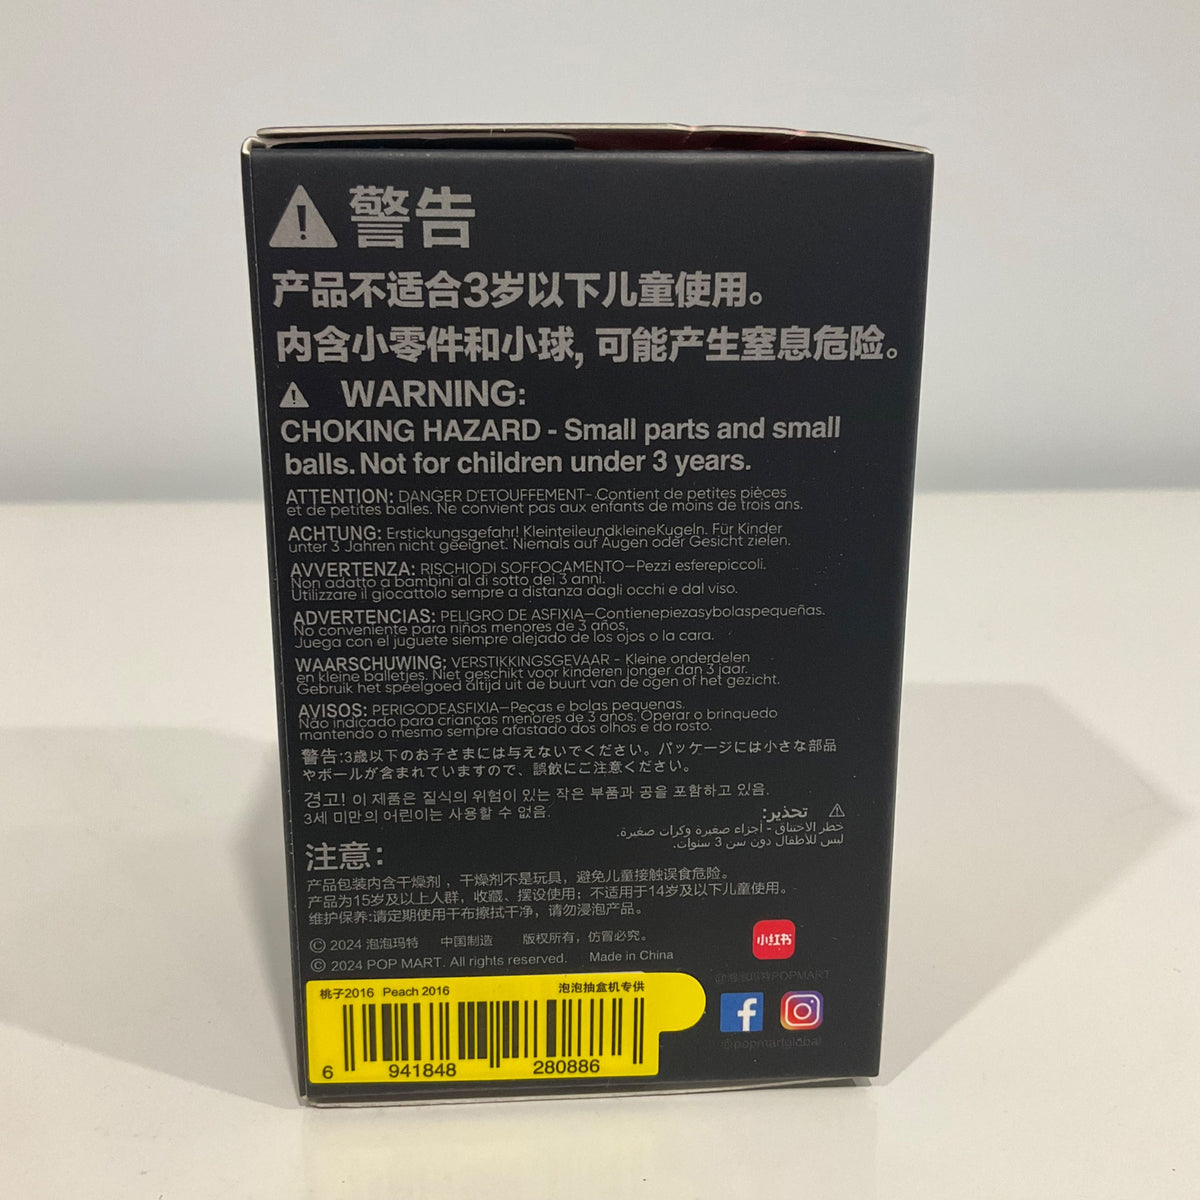 警告
产品不适合3岁以下儿童使用。
内含小零件和小球, 可能产生窒息危险。
WARNING:
CHOKING HAZARD - Small parts and small
balls. Not for children under 3 years.
ATTENTION: DANGER D'ETOUFFEMENT- Contient de petites pièces
et de petites balles. Ne convient pas aux enfants de moins de trois ans.
ACHTUNG: Erstickungsgefahr! KleinteileundkleineKugeln. Für Kinder
unter 3 Jahren nicht geeignet. Niemals auf Augen oder Gesicht zielen.
AVVERTENZA: RISCHIODI SOFFOCAMENTO—Pezzi esferepiccoli.
Non adatto a bambini al di sotto dei 3 anni.
Utilizzare il giocattolo sempre a distanza dagli occhi e dal viso.
ADVERTENCIAS: PELIGRO DE ASFIXIA—Contienepiezasybolaspequeñas.
No conveniente para niños menores de 3 años.
Juega con el juguete siempre alejado de los ojos o la cara.
WAARSCHUWING: VERSTIKKINGSGEVAAR - Kleine onderdelen
en kleine balletjes. Niet geschikt voor kinderen jonger dan 3 jaar.
Gebruik het speelgoed altijd uit de buurt van de ogen of het gezicht.
AVISOS: PERIGODEASFIXIA—Peças e bolas pequenas.
Não indicado para crianças menores de 3 anos. Operar o brinquedo
mantendo o mesmo sempre afastado dos olhos e do rosto.
警告:3歳以下のお子さまには与えないでください。パッケージには小さな部品
やボールが含まれていますので、誤飲にご注意ください。
경고! 이 제품은 질식의 위험이 있는 작은 부품과 공을 포함하고 있음.
3세 미만의 어린이는 사용할 수 없음.
تحذير:
خطر الاختناق - أجزاء صغيرة وكرات صغيرة.
ليس للأطفال دون سن 3 سنوات.
注意:
产品包装内含干燥剂，干燥剂不是玩具，避免儿童接触误食危险。
产品为15岁及以上人群，收藏、摆设使用；不适用于14岁及以下儿童使用。
维护保养:请定期使用干布擦拭干净，请勿浸泡产品。
© 2024 泡泡玛特 中国制造 版权所有，仿冒必究。
© 2024 POP MART. All rights reserved. Made in China
小红书
@泡泡玛特POPMART
@popmartglobal
桃子2016 Peach 2016 泡泡抽盒机专供
6 941848 280886